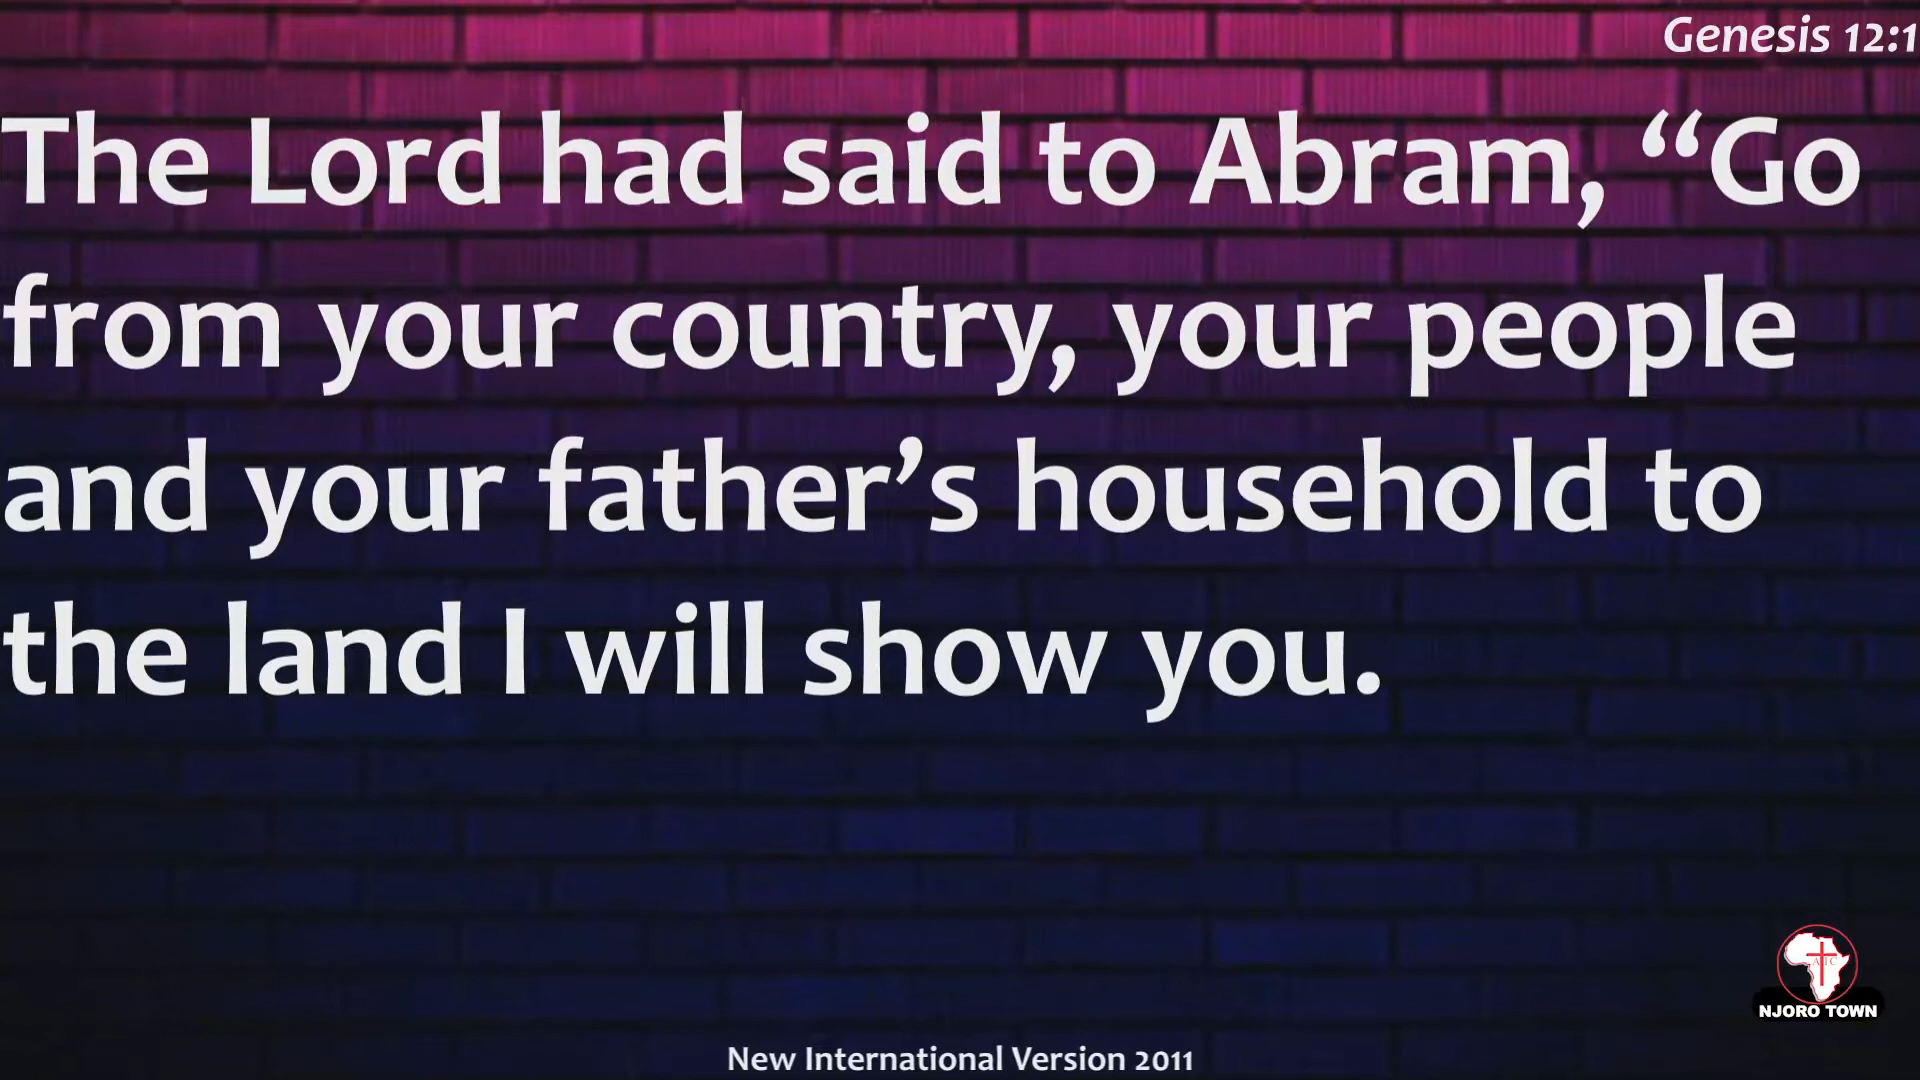 Genesis 12:1
The Lord had said to Abram, “Go
from your country, your people
and your father’s household to
the land I will show you.
AIC
NJORO TOWN
New International Version 2011